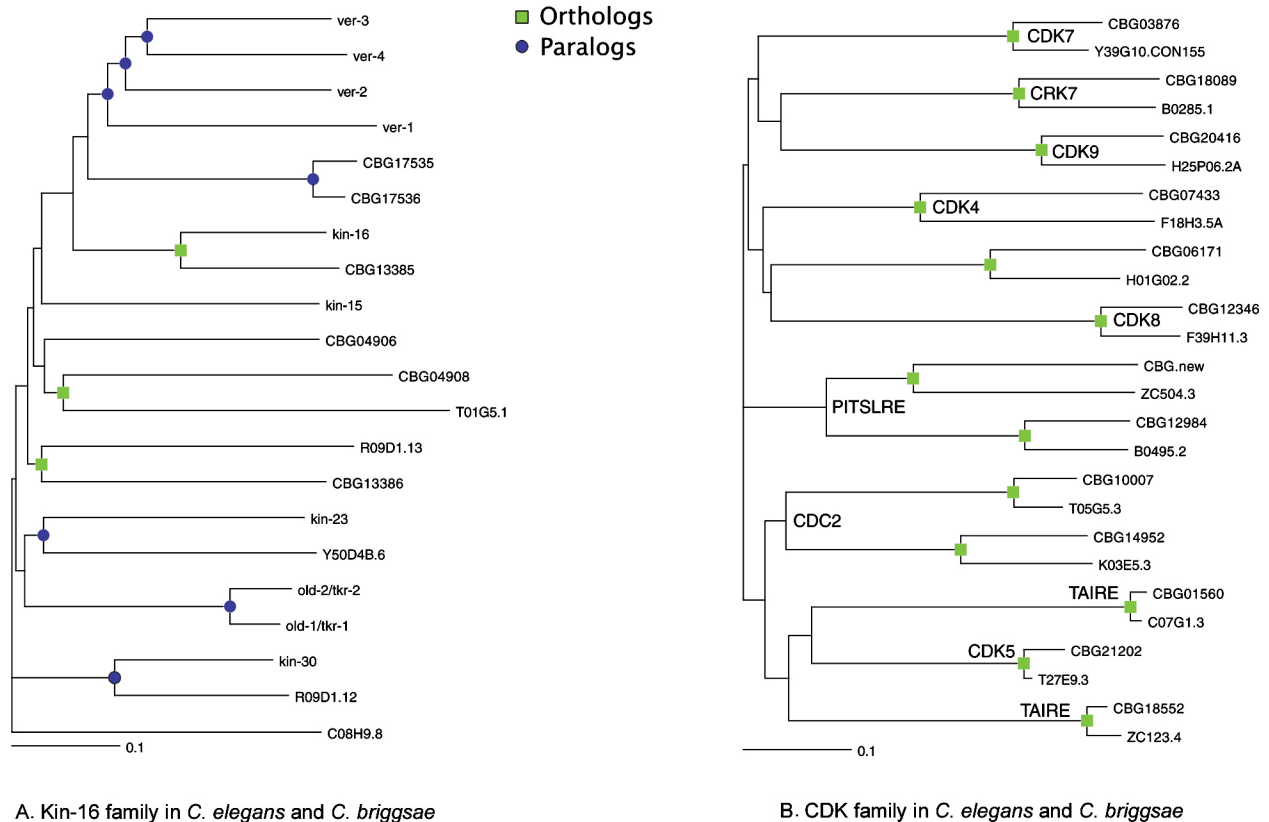 Orthologs
Paralogs
ver-3
ver-4
ver-2
ver-1
CBG17535
CBG17536
kin-16
CBG13385
kin-15
CBG04906
CBG04908
T01G5.1
R09D1.13
CBG13386
kin-23
Y50D4B.6
old-2/tkr-2
old-1/tkr-1
kin-30
R09D1.12
C08H9.8
0.1
A. Kin-16 family in C. elegans and C. briggsae
CBG03876
CDK7
Y39G10.CON155
CBG18089
CRK7
B0285.1
CBG20416
CDK9
H25P06.2A
CBG07433
CDK4
F18H3.5A
CBG06171
H01G02.2
CBG12346
CDK8
F39H11.3
CBG.new
ZC504.3
PITSLRE
CBG12984
B0495.2
CBG10007
T05G5.3
CDC2
CBG14952
K03E5.3
TAIRE
CBG01560
C07G1.3
CDK5
CBG21202
T27E9.3
TAIRE
CBG18552
ZC123.4
0.1
B. CDK family in C. elegans and C. briggsae